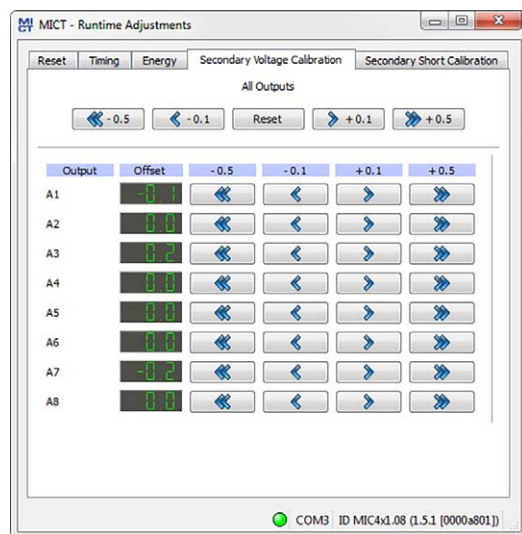 MICT
MICT - Runtime Adjustments
Reset Timing Energy Secondary Voltage Calibration Secondary Short Calibration
All Outputs
- 0.5 - 0.1 Reset + 0.1 + 0.5
Output Offset - 0.5 - 0.1 + 0.1 + 0.5
A1 -0.1
A2 0.0
A3 0.2
A4 0.0
A5 0.0
A6 0.0
A7 -0.2
A8 0.0
COM3 ID MIC4x1.08 (1.5.1 [0000a801])